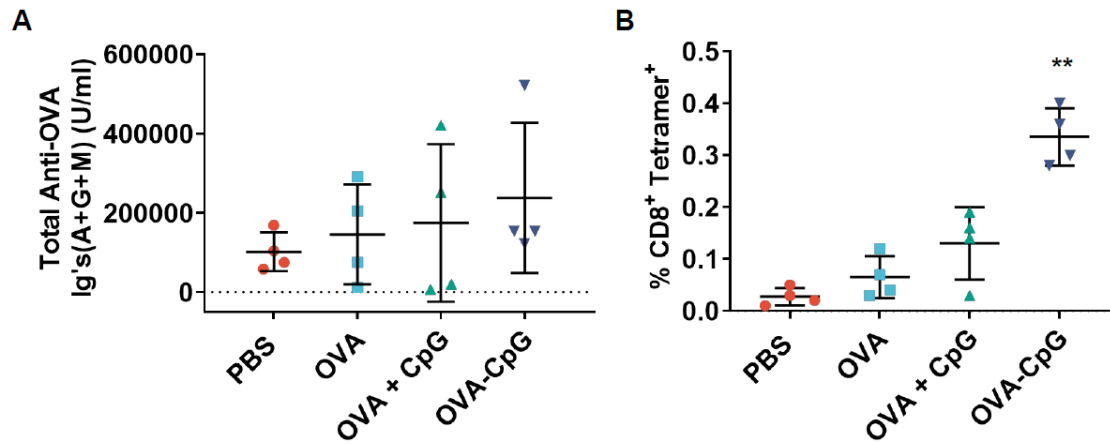 A
Total Anti-OVA
Ig's(A+G+M) (U/ml)
600000
400000
200000
0
PBS
OVA
OVA + CpG
OVA-CpG
B
% CD8⁺ Tetramer⁺
0.5
0.4
0.3
0.2
0.1
0.0
**
PBS
OVA
OVA + CpG
OVA-CpG